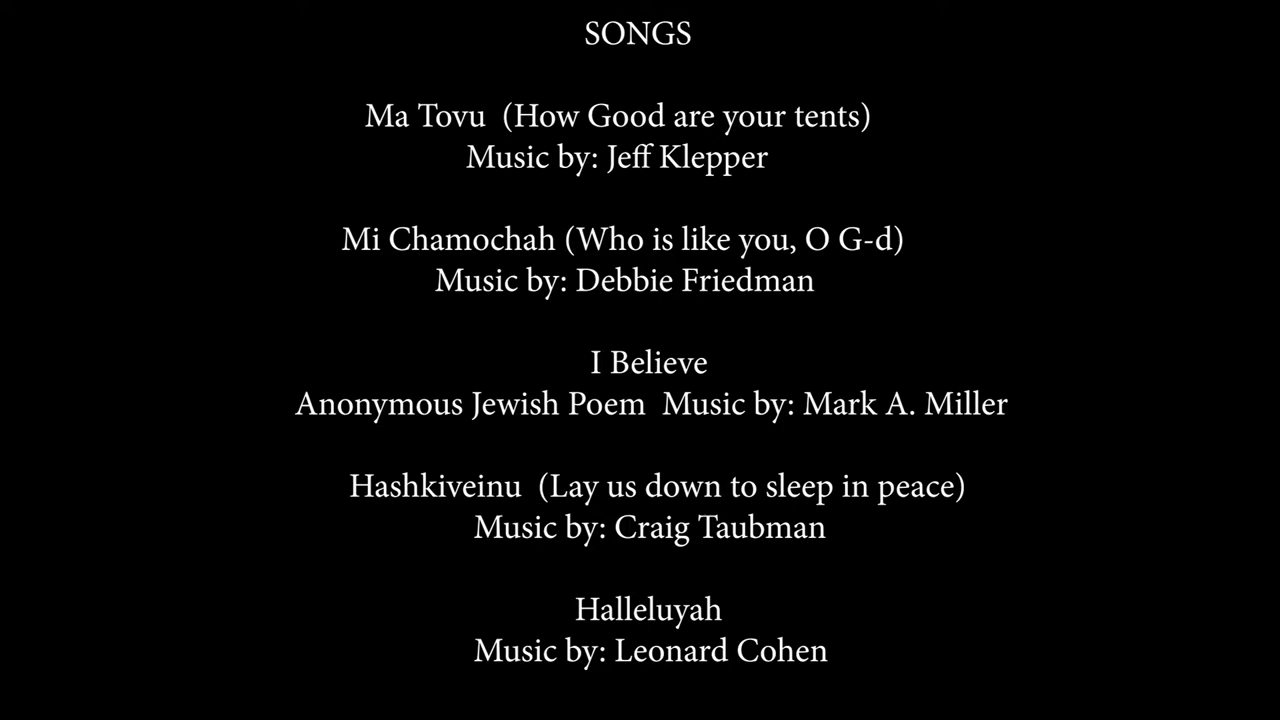 SONGS
Ma Tovu  (How Good are your tents)
Music by: Jeff Klepper
Mi Chamochah (Who is like you, O G-d)
Music by: Debbie Friedman
I Believe
Anonymous Jewish Poem  Music by: Mark A. Miller
Hashkiveinu  (Lay us down to sleep in peace)
Music by: Craig Taubman
Halleluyah
Music by: Leonard Cohen